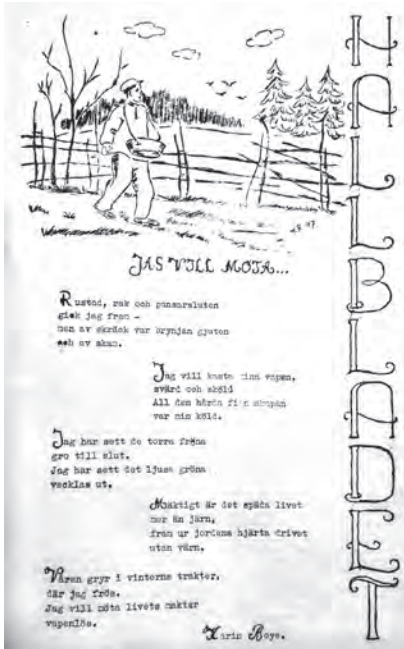 JAG VILL MÖTA...
Rustad, rak och pansarsluten
gick jag fram -
men av skräck var brynjan gjuten
och av skam.
Jag vill kasta mina vapen,
svärd och sköld
All den hårda fiendskapen
var min köld.
Jag har sett de torra fröna
gro till slut.
Jag har sett det ljusa gröna
vecklas ut.
Mäktigt är det späda livet
mer än järn,
fram ur jordens hjärta drivet
utan värn.
Våren gryr i vinterns trakter,
där jag frös.
Jag vill möta livets makter
vapenlös.
Karin Boye.
HALLBLADET